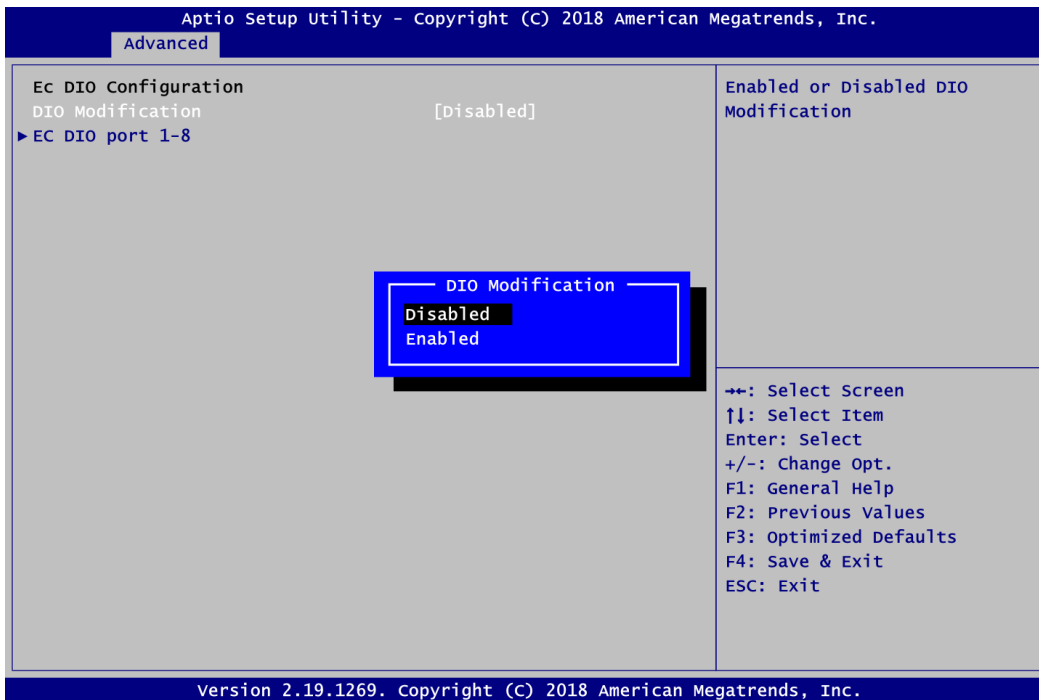 Aptio Setup Utility – Copyright (C) 2018 American Megatrends, Inc.
Advanced
Ec DIO Configuration
DIO Modification [Disabled]
►EC DIO port 1-8
Enabled or Disabled DIO
Modification
DIO Modification
Disabled
Enabled
→←: Select Screen
↑↓: Select Item
Enter: Select
+/-: Change Opt.
F1: General Help
F2: Previous Values
F3: Optimized Defaults
F4: Save & Exit
ESC: Exit
Version 2.19.1269. Copyright (C) 2018 American Megatrends, Inc.